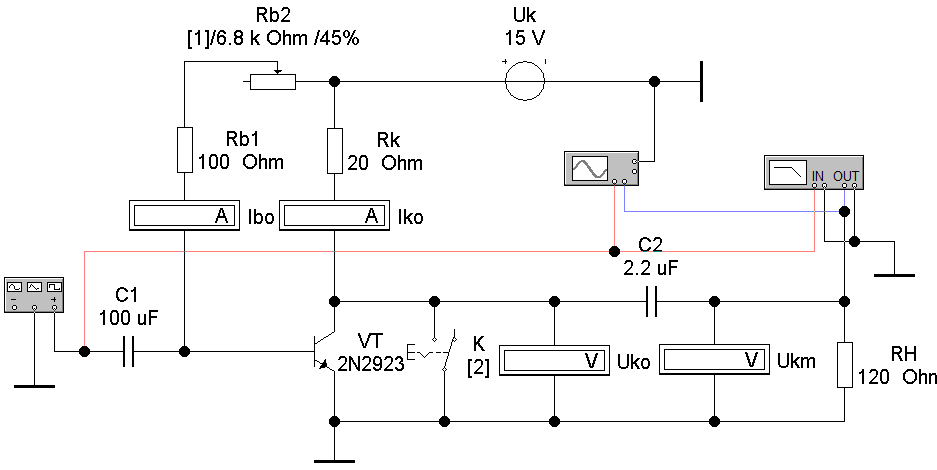 Rb2
[1]/6.8 k Ohm /45%
Uk
15 V
+
Rb1
100 Ohm
Rk
20 Ohm
IN OUT
A Ibo
A Iko
C2
2.2 uF
C1
100 uF
− +
VT
2N2923
K
[2]
V Uko
V Ukm
RH
120 Ohn